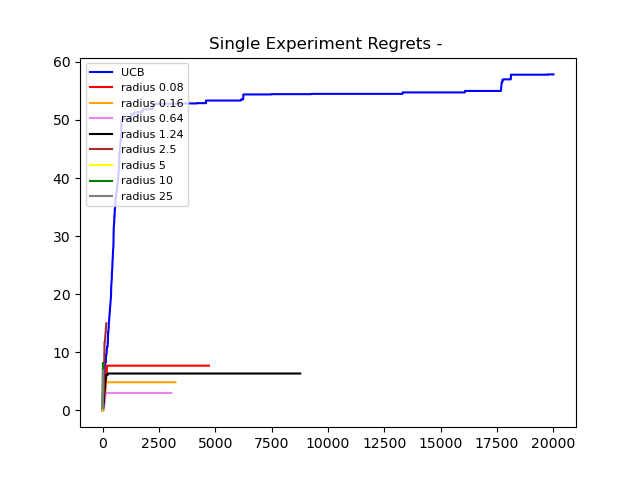 Single Experiment Regrets -
60
50
40
30
20
10
0
UCB
radius 0.08
radius 0.16
radius 0.64
radius 1.24
radius 2.5
radius 5
radius 10
radius 25
0 2500 5000 7500 10000 12500 15000 17500 20000